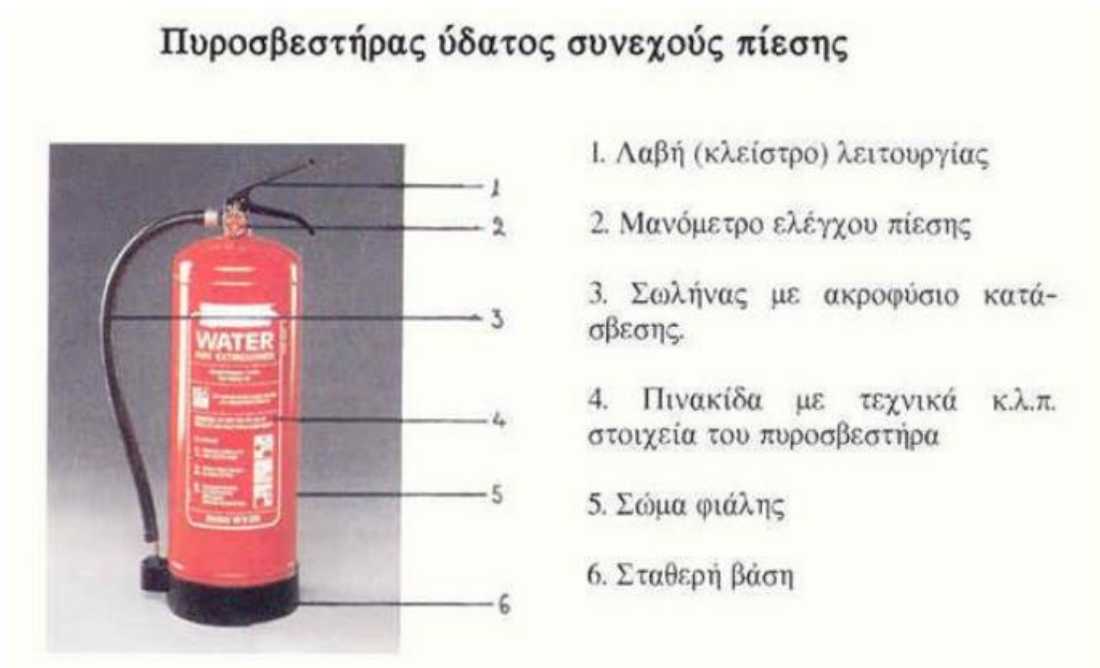 Πυροσβεστήρας ύδατος συνεχούς πίεσης
1. Λαβή (κλείστρο) λειτουργίας
2. Μανόμετρο ελέγχου πίεσης
3. Σωλήνας με ακροφύσιο κατά-
σβεσης.
4. Πινακίδα με τεχνικά κ.λ.π.
στοιχεία του πυροσβεστήρα
5. Σώμα φιάλης
6. Σταθερή βάση
1
2
3
4
5
6
WATER
FIRE EXTINGUISHER